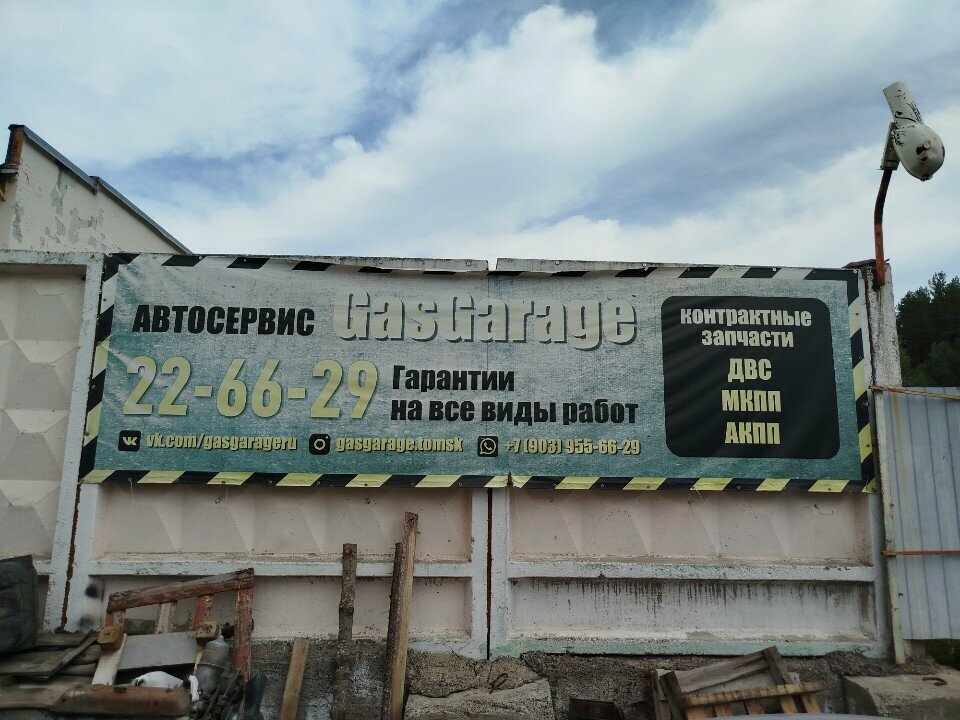 АВТОСЕРВИС GasGarage
22-66-29
Гарантии
на все виды работ
vk.com/gasgarageru gasgarage.tomsk +7 (903) 955-66-29
контрактные
запчасти
ДВС
МКПП
АКПП